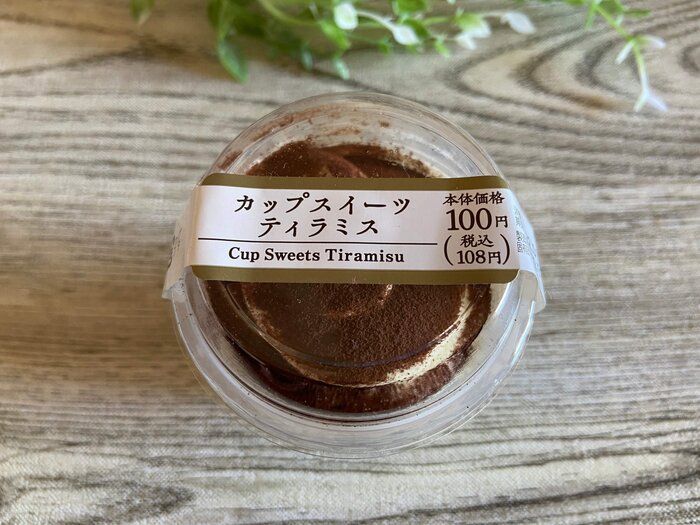 カップスイーツ
ティラミス
Cup Sweets Tiramisu
本体価格
100円
(税込
108円)